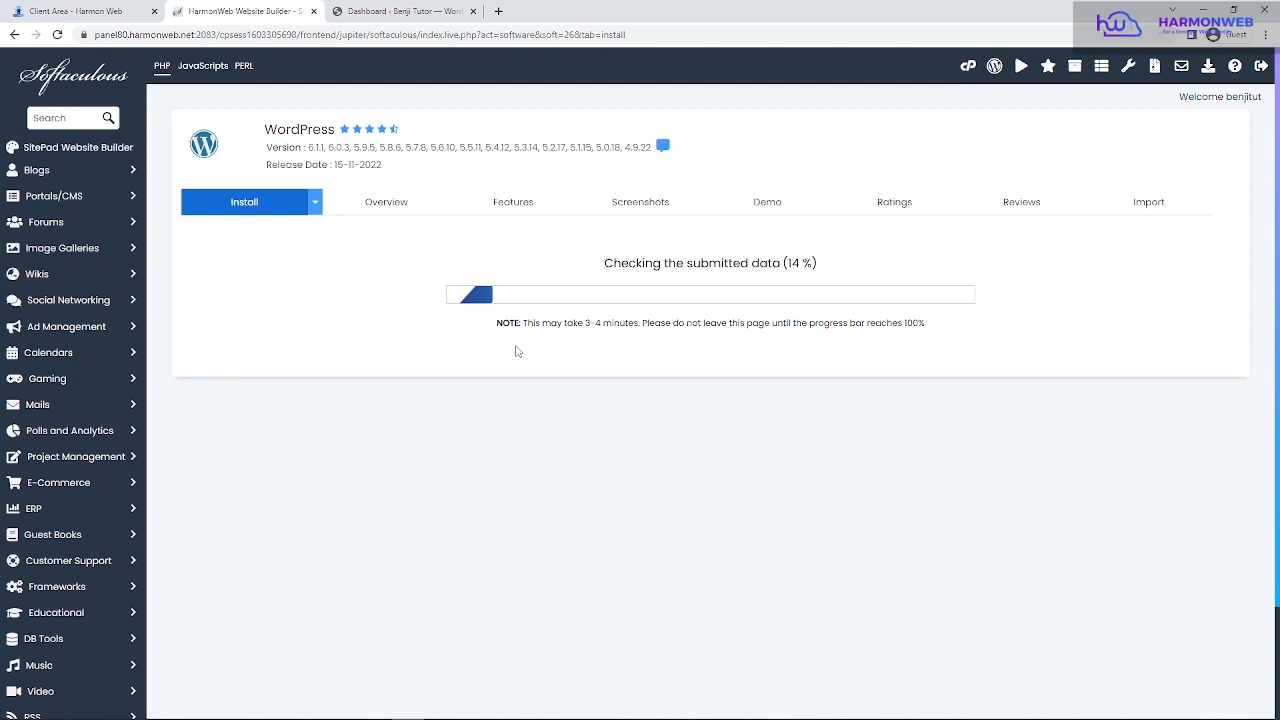 Client Area - Harmon Web
HarmonWeb Website Builder - So
Dashboard ‹ Benji Tutor — WordP
panel80.harmonweb.net:2083/cpsess1603305698/frontend/jupiter/softaculous/index.live.php?act=software&soft=26&tab=install
Guest
HARMONWEB
Softaculous
PHP JavaScripts PERL
Welcome benjitut
Search
SitePad Website Builder
Blogs
Portals/CMS
Forums
Image Galleries
Wikis
Social Networking
Ad Management
Calendars
Gaming
Mails
Polls and Analytics
Project Management
E-Commerce
ERP
Guest Books
Customer Support
Frameworks
Educational
DB Tools
Music
Video
RSS
WordPress
Version : 6.1.1, 6.0.3, 5.9.5, 5.8.6, 5.7.8, 5.6.10, 5.5.11, 5.4.12, 5.3.14, 5.2.17, 5.1.15, 5.0.18, 4.9.22
Release Date : 15-11-2022
Install Overview Features Screenshots Demo Ratings Reviews Import
Checking the submitted data (14 %)
NOTE: This may take 3-4 minutes. Please do not leave this page until the progress bar reaches 100%